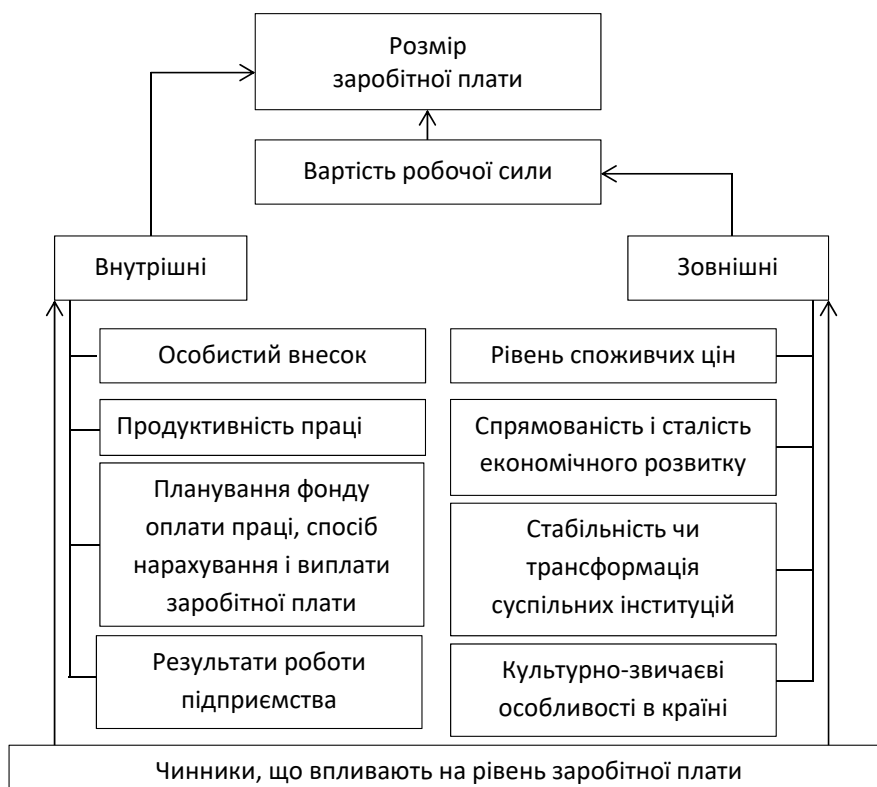 Розмір
заробітної плати
Вартість робочої сили
Внутрішні
Зовнішні
Особистий внесок
Продуктивність праці
Планування фонду
оплати праці, спосіб
нарахування і виплати
заробітної плати
Результати роботи
підприємства
Рівень споживчих цін
Спрямованість і сталість
економічного розвитку
Стабільність чи
трансформація
суспільних інституцій
Культурно-звичаєві
особливості в країні
Чинники, що впливають на рівень заробітної плати